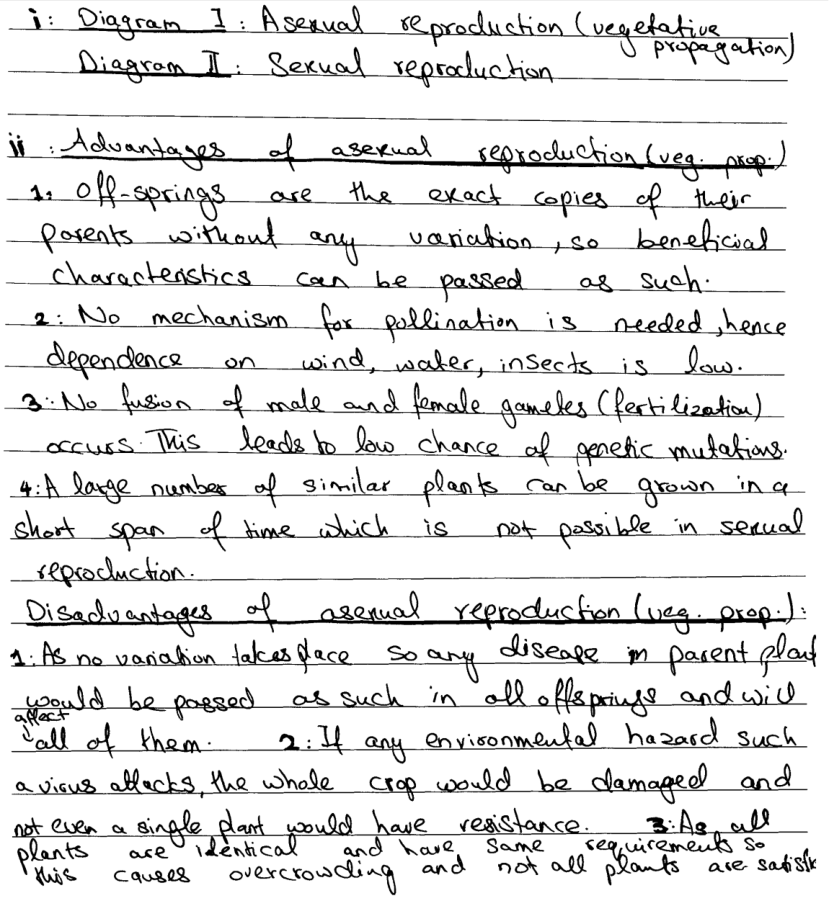 i: Diagram I: Asexual reproduction (vegetative propagation)
Diagram II: Sexual reproduction
ii: Advantages of asexual reproduction (veg. prop.)
1: Off-springs are the exact copies of their
parents without any variation, so beneficial
characteristics can be passed as such.
2: No mechanism for pollination is needed, hence
dependence on wind, water, insects is low.
3: No fusion of male and female gametes (fertilization)
occurs. This leads to low chance of genetic mutations.
4: A large number of similar plants can be grown in a
short span of time which is not possible in sexual
reproduction.
Disadvantages of asexual reproduction (veg. prop.):
1: As no variation takes place so any disease in parent plant
would be passed as such in all offsprings and will
affect all of them. 2: If any environmental hazard such
a virus attacks, the whole crop would be damaged and
not even a single plant would have resistance. 3: As all
plants are identical and have same requirements so
this causes overcrowding and not all plants are